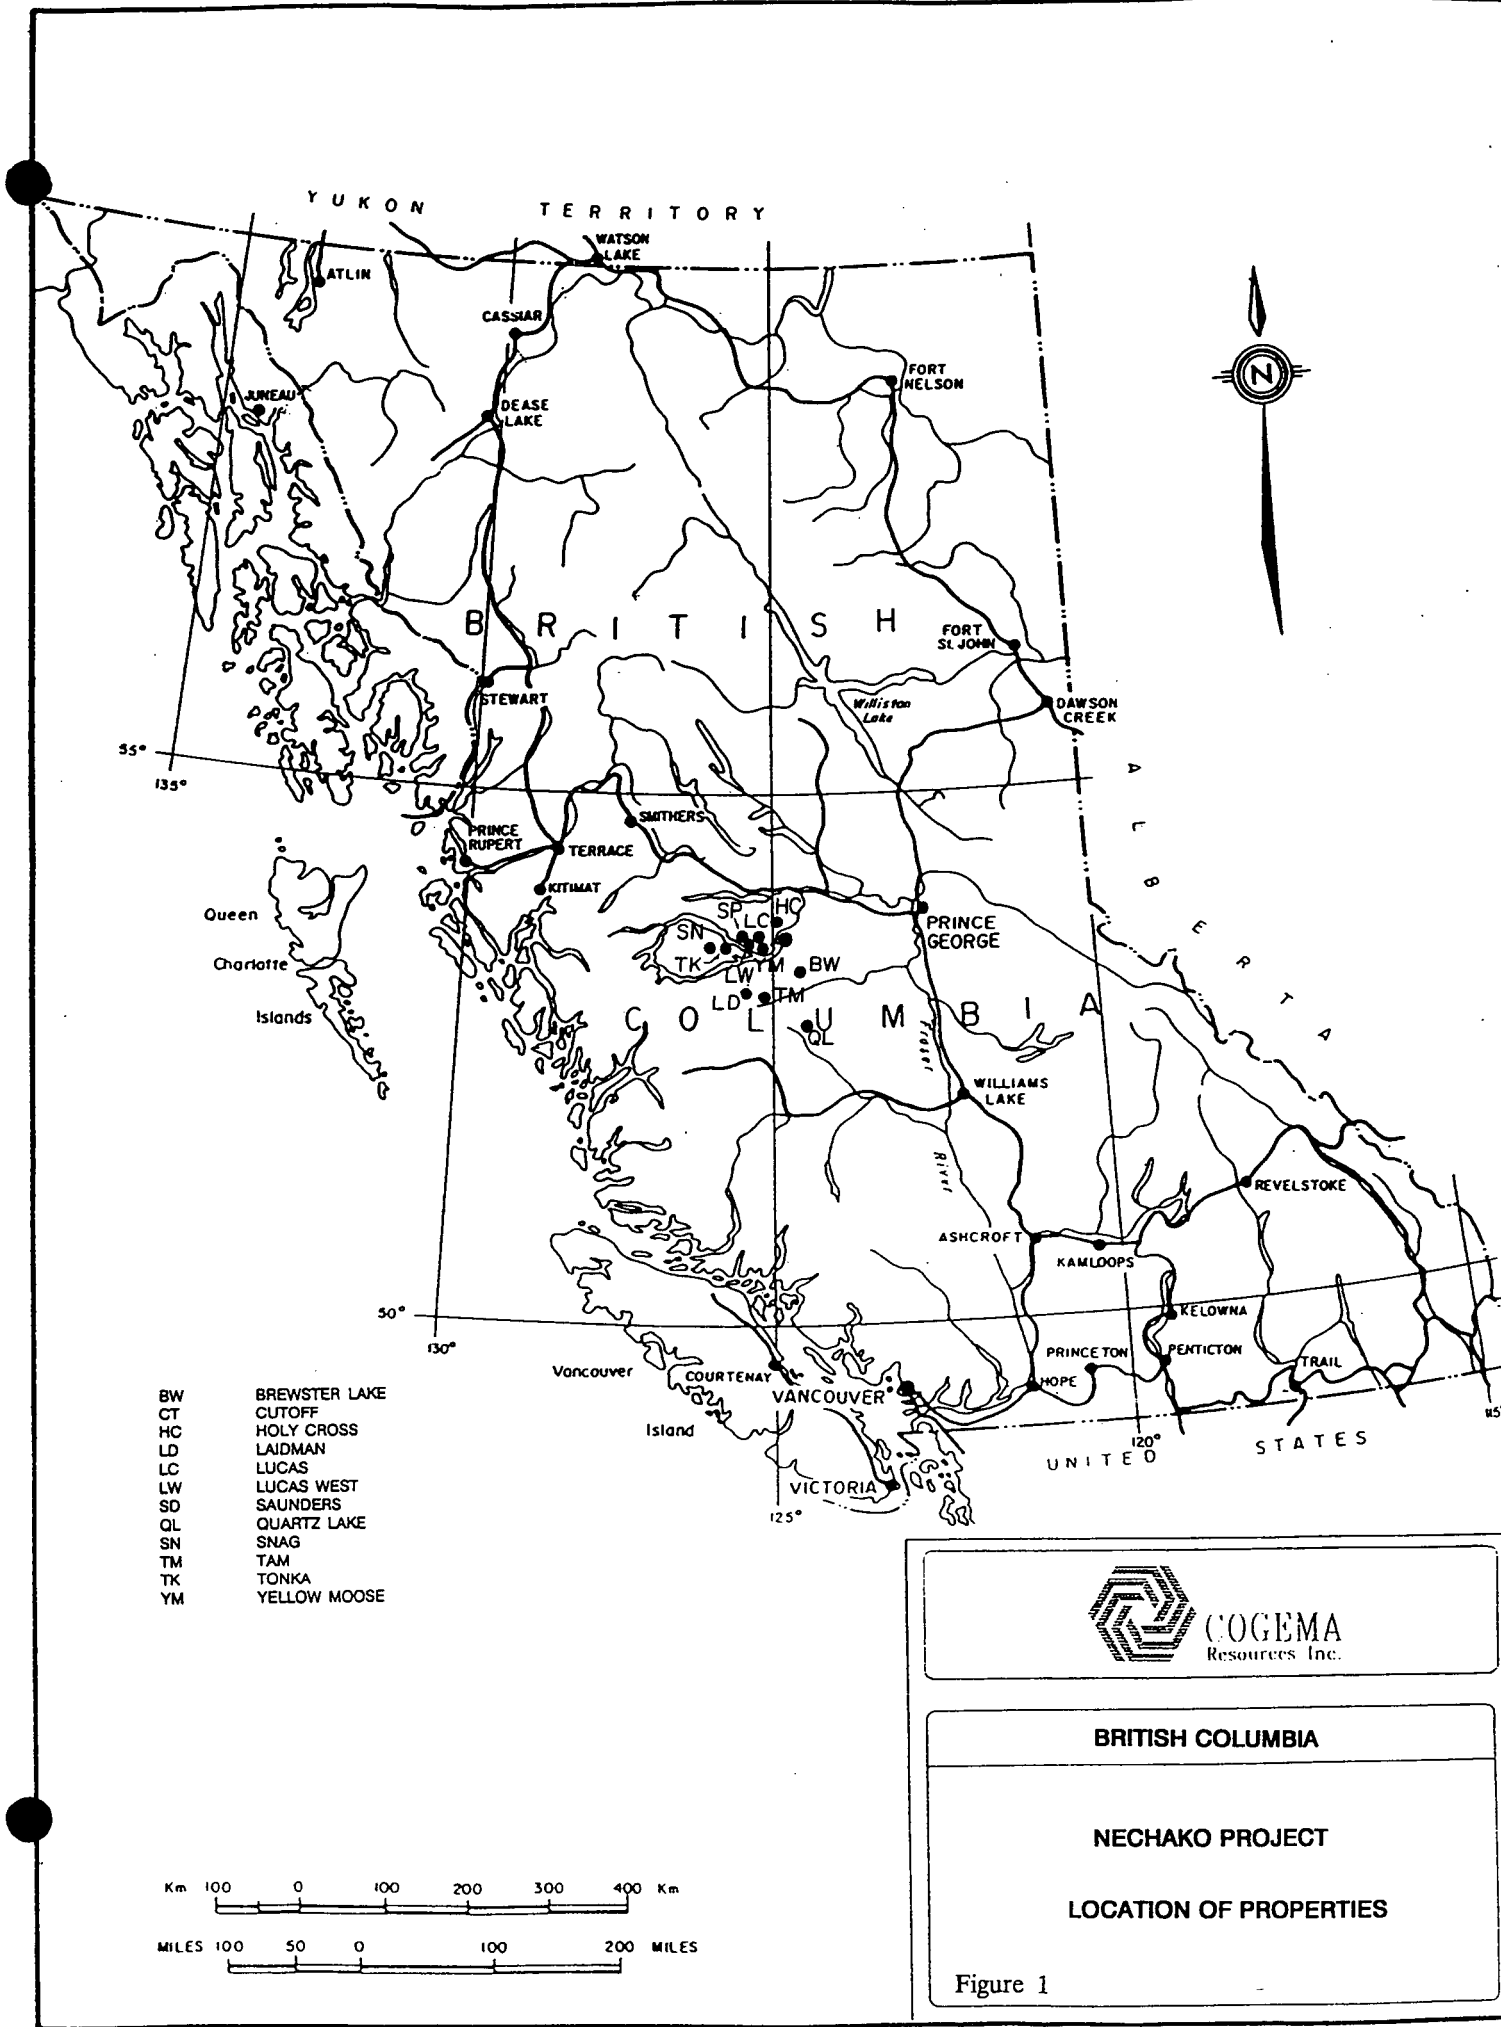 YUKON TERRITORY
WATSON
LAKE
ATLIN
CASSIAR
FORT
NELSON
JUNEAU
DEASE
LAKE
N
BRITISH
FORT
St. JOHN
STEWART
Williston
Lake
DAWSON
CREEK
55°
135°
ALBERTA
SMITHERS
PRINCE
RUPERT
TERRACE
KITIMAT
Queen
Charlotte
Islands
SP
HC
LC
SN
PRINCE
GEORGE
TK
YM
BW
LW
LD
TM
COLUMBIA
QL
Fraser
River
WILLIAMS
LAKE
REVELSTOKE
ASHCROFT
KAMLOOPS
50°
130°
KELOWNA
PRINCETON
PENTICTON
Vancouver
Island
COURTENAY
VANCOUVER
HOPE
TRAIL
115°
120°
UNITED STATES
VICTORIA
125°
BW BREWSTER LAKE
CT CUTOFF
HC HOLY CROSS
LD LAIDMAN
LC LUCAS
LW LUCAS WEST
SD SAUNDERS
QL QUARTZ LAKE
SN SNAG
TM TAM
TK TONKA
YM YELLOW MOOSE
COGEMA
Resources Inc.
BRITISH COLUMBIA
NECHAKO PROJECT
LOCATION OF PROPERTIES
Figure 1
Km 100 0 100 200 300 400 Km
MILES 100 50 0 100 200 MILES